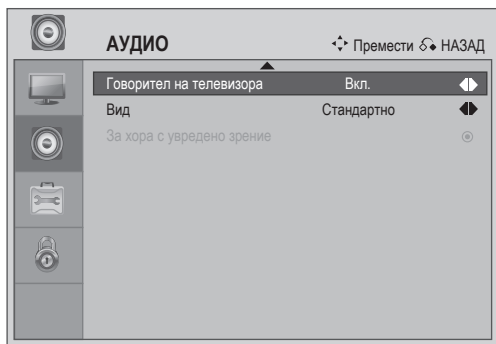 АУДИО Премести НАЗАД
Говорител на телевизора Вкл.
Вид Стандартно
За хора с увредено зрение